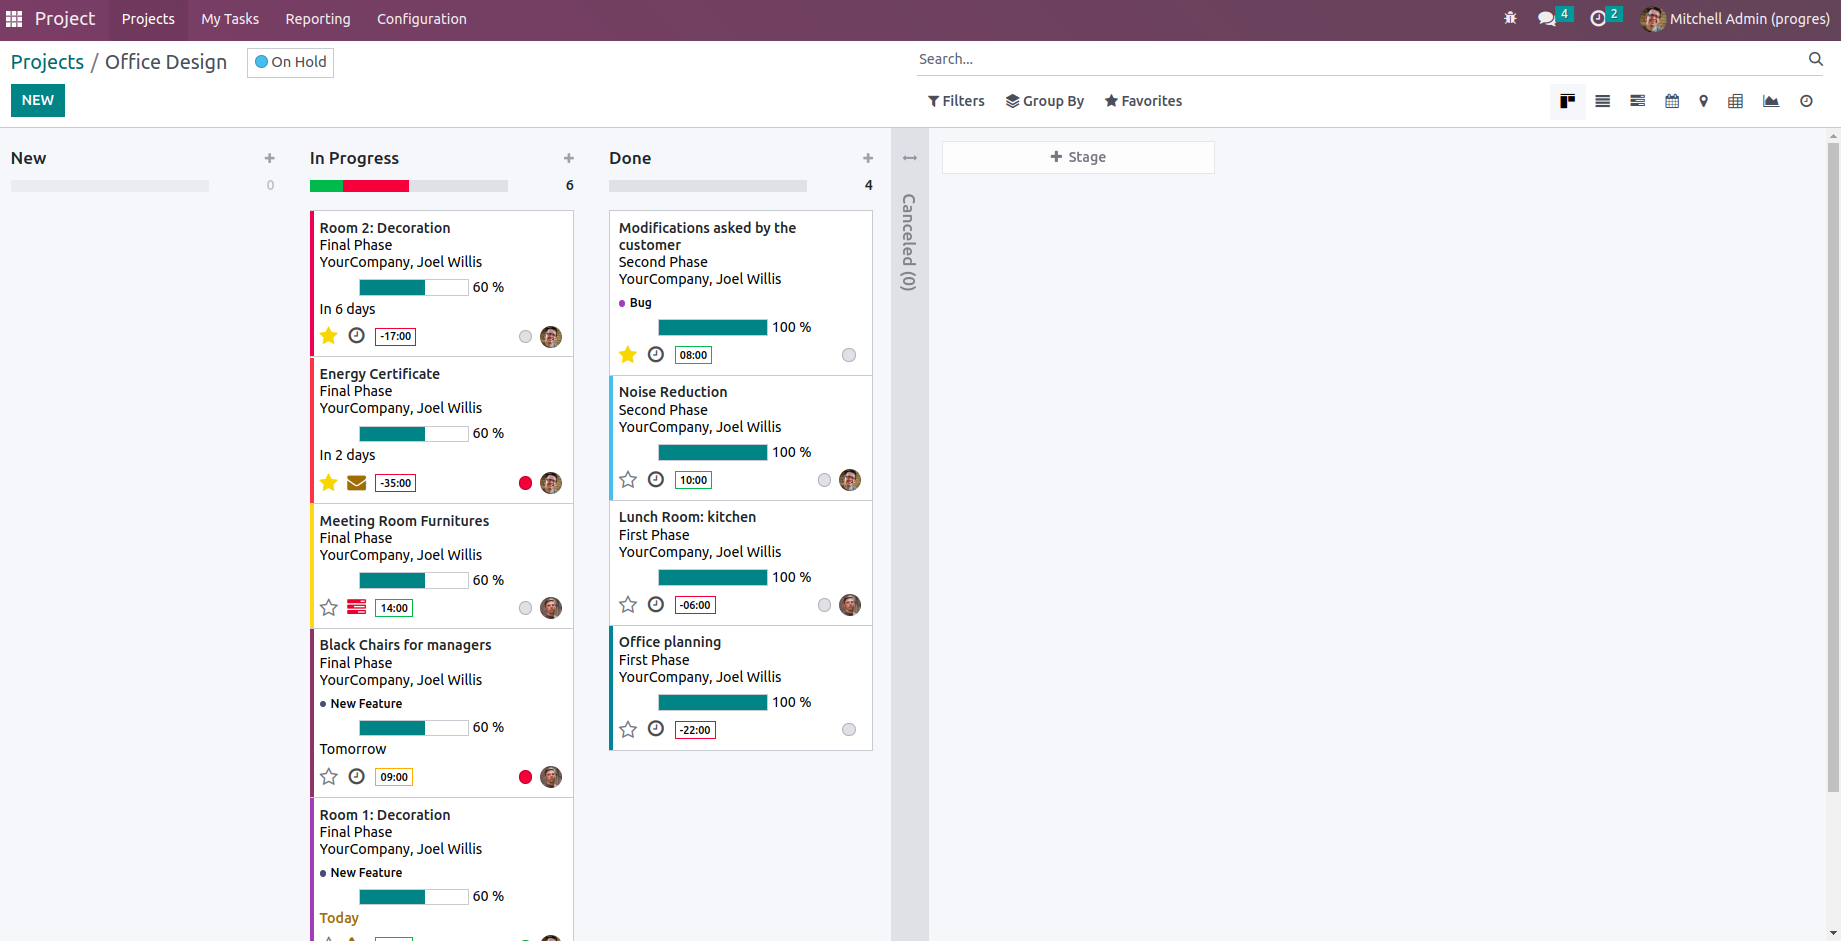 Project
Projects
My Tasks
Reporting
Configuration
4
2
Mitchell Admin (progres)
Projects / Office Design
On Hold
Search...
NEW
Filters
Group By
Favorites
New
0
In Progress
6
Room 2: Decoration
Final Phase
YourCompany, Joel Willis
60 %
In 6 days
-17:00
Energy Certificate
Final Phase
YourCompany, Joel Willis
60 %
In 2 days
-35:00
Meeting Room Furnitures
Final Phase
YourCompany, Joel Willis
60 %
14:00
Black Chairs for managers
Final Phase
YourCompany, Joel Willis
New Feature
60 %
Tomorrow
09:00
Room 1: Decoration
Final Phase
YourCompany, Joel Willis
New Feature
60 %
Today
Done
4
Modifications asked by the
customer
Second Phase
YourCompany, Joel Willis
Bug
100 %
08:00
Noise Reduction
Second Phase
YourCompany, Joel Willis
100 %
10:00
Lunch Room: kitchen
First Phase
YourCompany, Joel Willis
100 %
-06:00
Office planning
First Phase
YourCompany, Joel Willis
100 %
-22:00
Canceled (0)
Stage